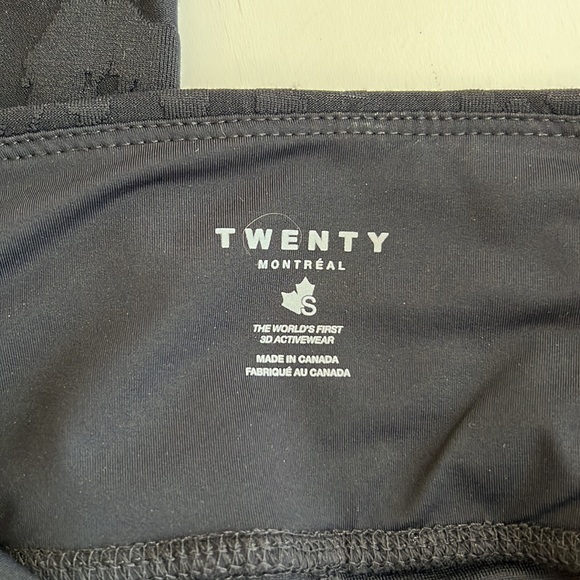 TWENTY
MONTRÉAL
S
THE WORLD'S FIRST
3D ACTIVEWEAR
MADE IN CANADA
FABRIQUÉ AU CANADA